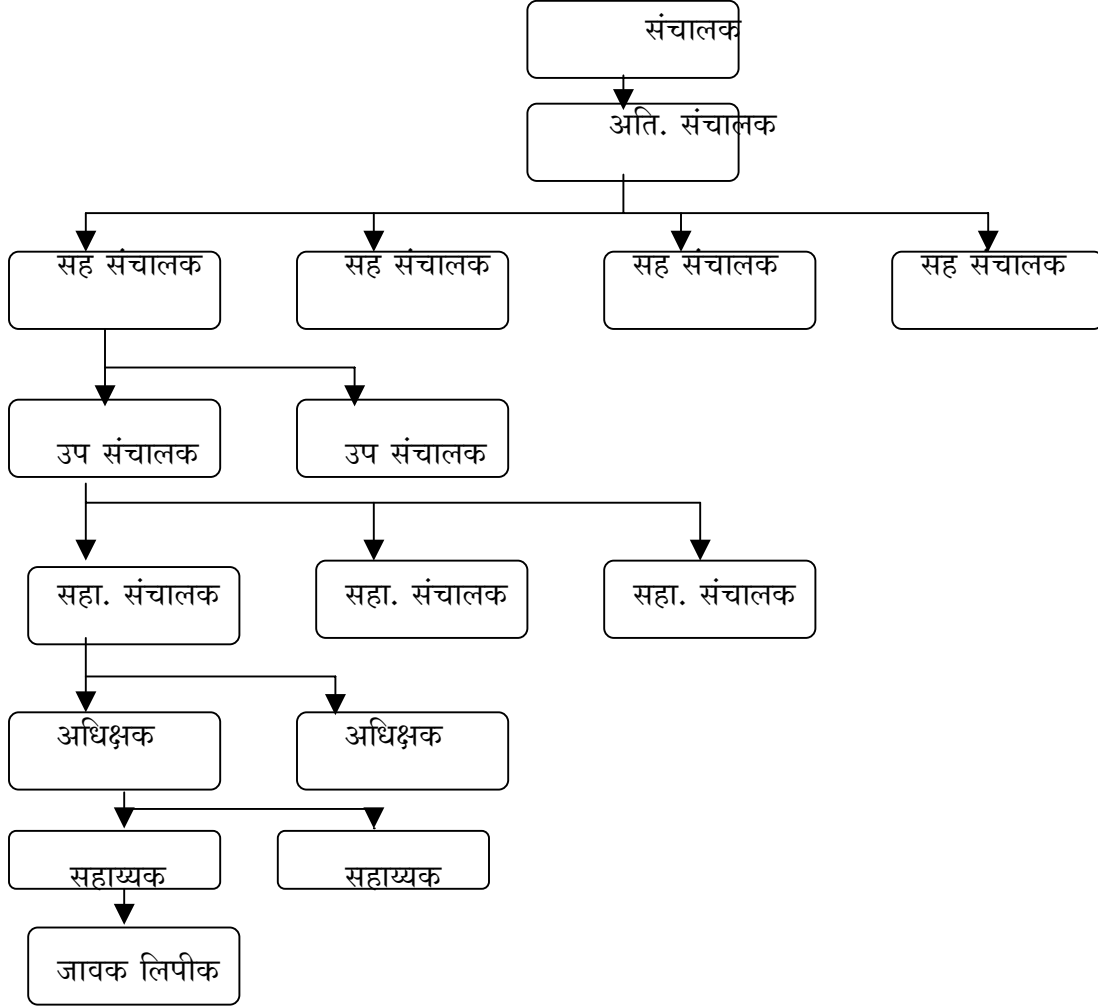 संचालक
अति. संचालक
सह संचालक सह संचालक सह संचालक सह संचालक
उप संचालक उप संचालक
सहा. संचालक सहा. संचालक सहा. संचालक
अधिक्षक अधिक्षक
सहाय्यक सहाय्यक
जावक लिपीक